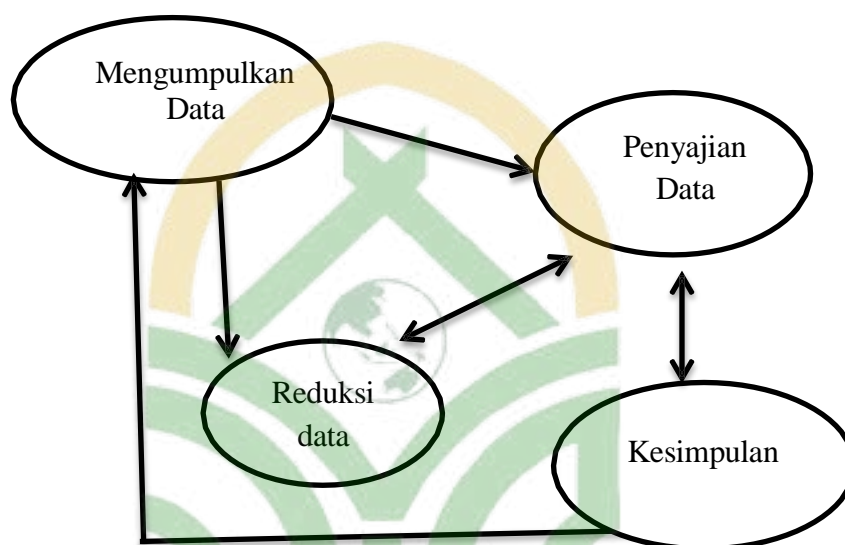 Mengumpulkan
Data
Penyajian
Data
Reduksi
data
Kesimpulan